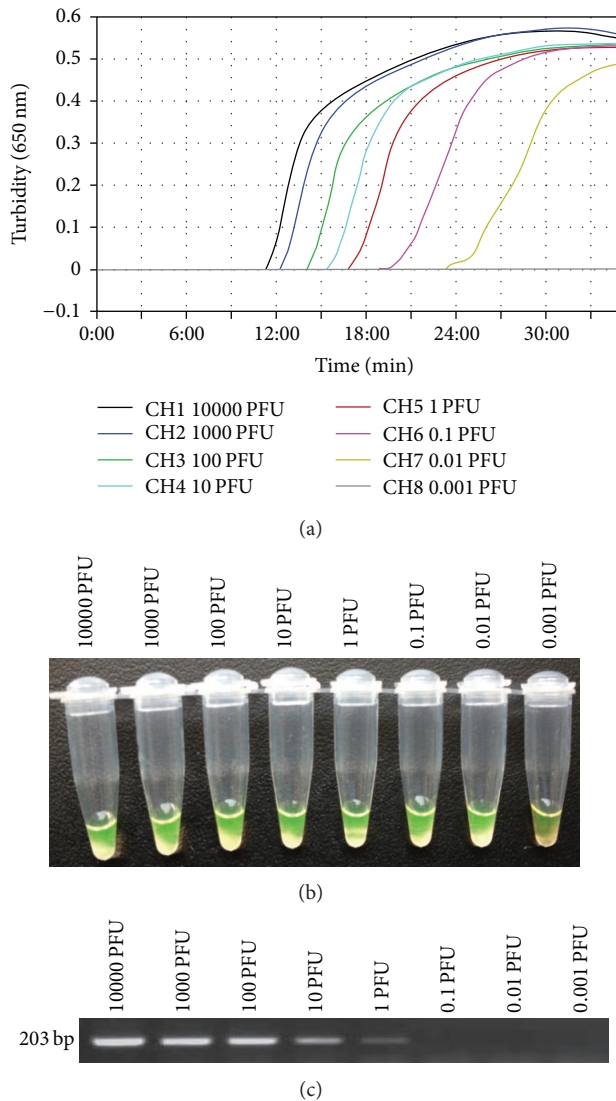 0.6
0.5
0.4
0.3
0.2
0.1
0
−0.1
Turbidity (650 nm)
0:00 6:00 12:00 18:00 24:00 30:00
Time (min)
CH1 10000 PFU
CH2 1000 PFU
CH3 100 PFU
CH4 10 PFU
CH5 1 PFU
CH6 0.1 PFU
CH7 0.01 PFU
CH8 0.001 PFU
(a)
10000 PFU
1000 PFU
100 PFU
10 PFU
1 PFU
0.1 PFU
0.01 PFU
0.001 PFU
(b)
10000 PFU
1000 PFU
100 PFU
10 PFU
1 PFU
0.1 PFU
0.01 PFU
0.001 PFU
203 bp
(c)